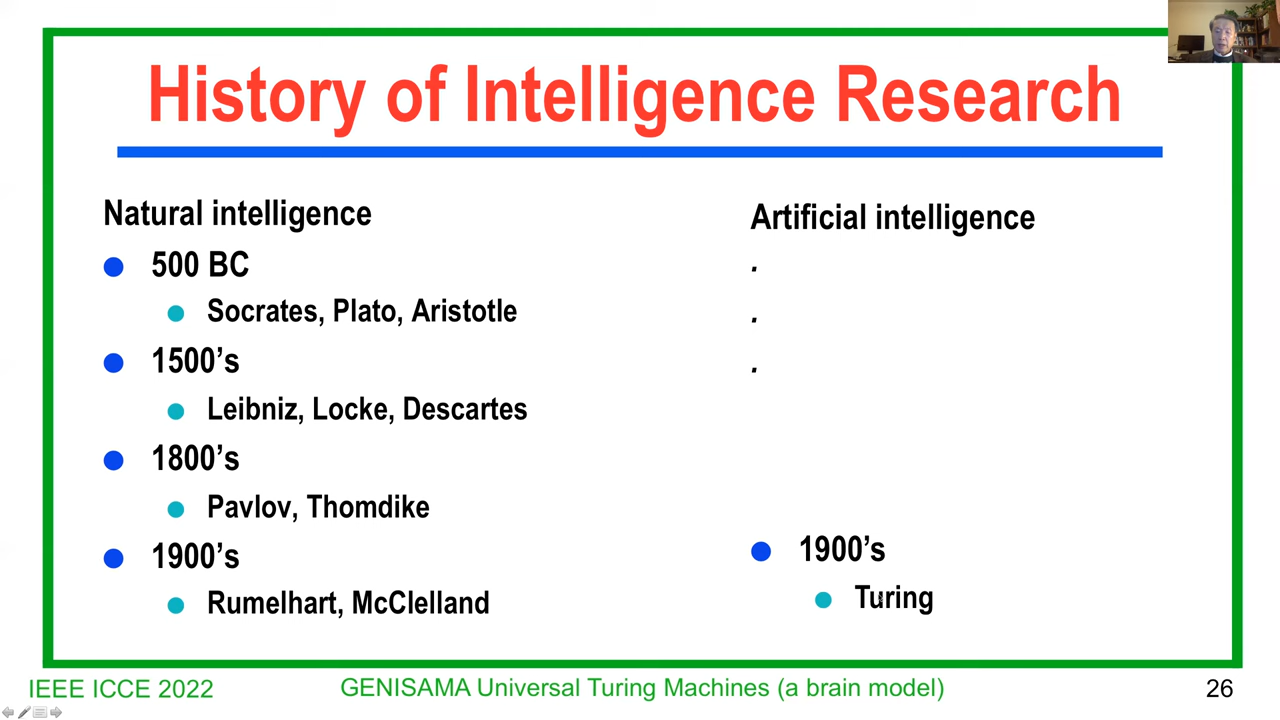 History of Intelligence Research
Natural intelligence
500 BC
Socrates, Plato, Aristotle
1500’s
Leibniz, Locke, Descartes
1800’s
Pavlov, Thomdike
1900’s
Rumelhart, McClelland
Artificial intelligence
.
.
.
1900’s
Turing
IEEE ICCE 2022
GENISAMA Universal Turing Machines (a brain model)
26